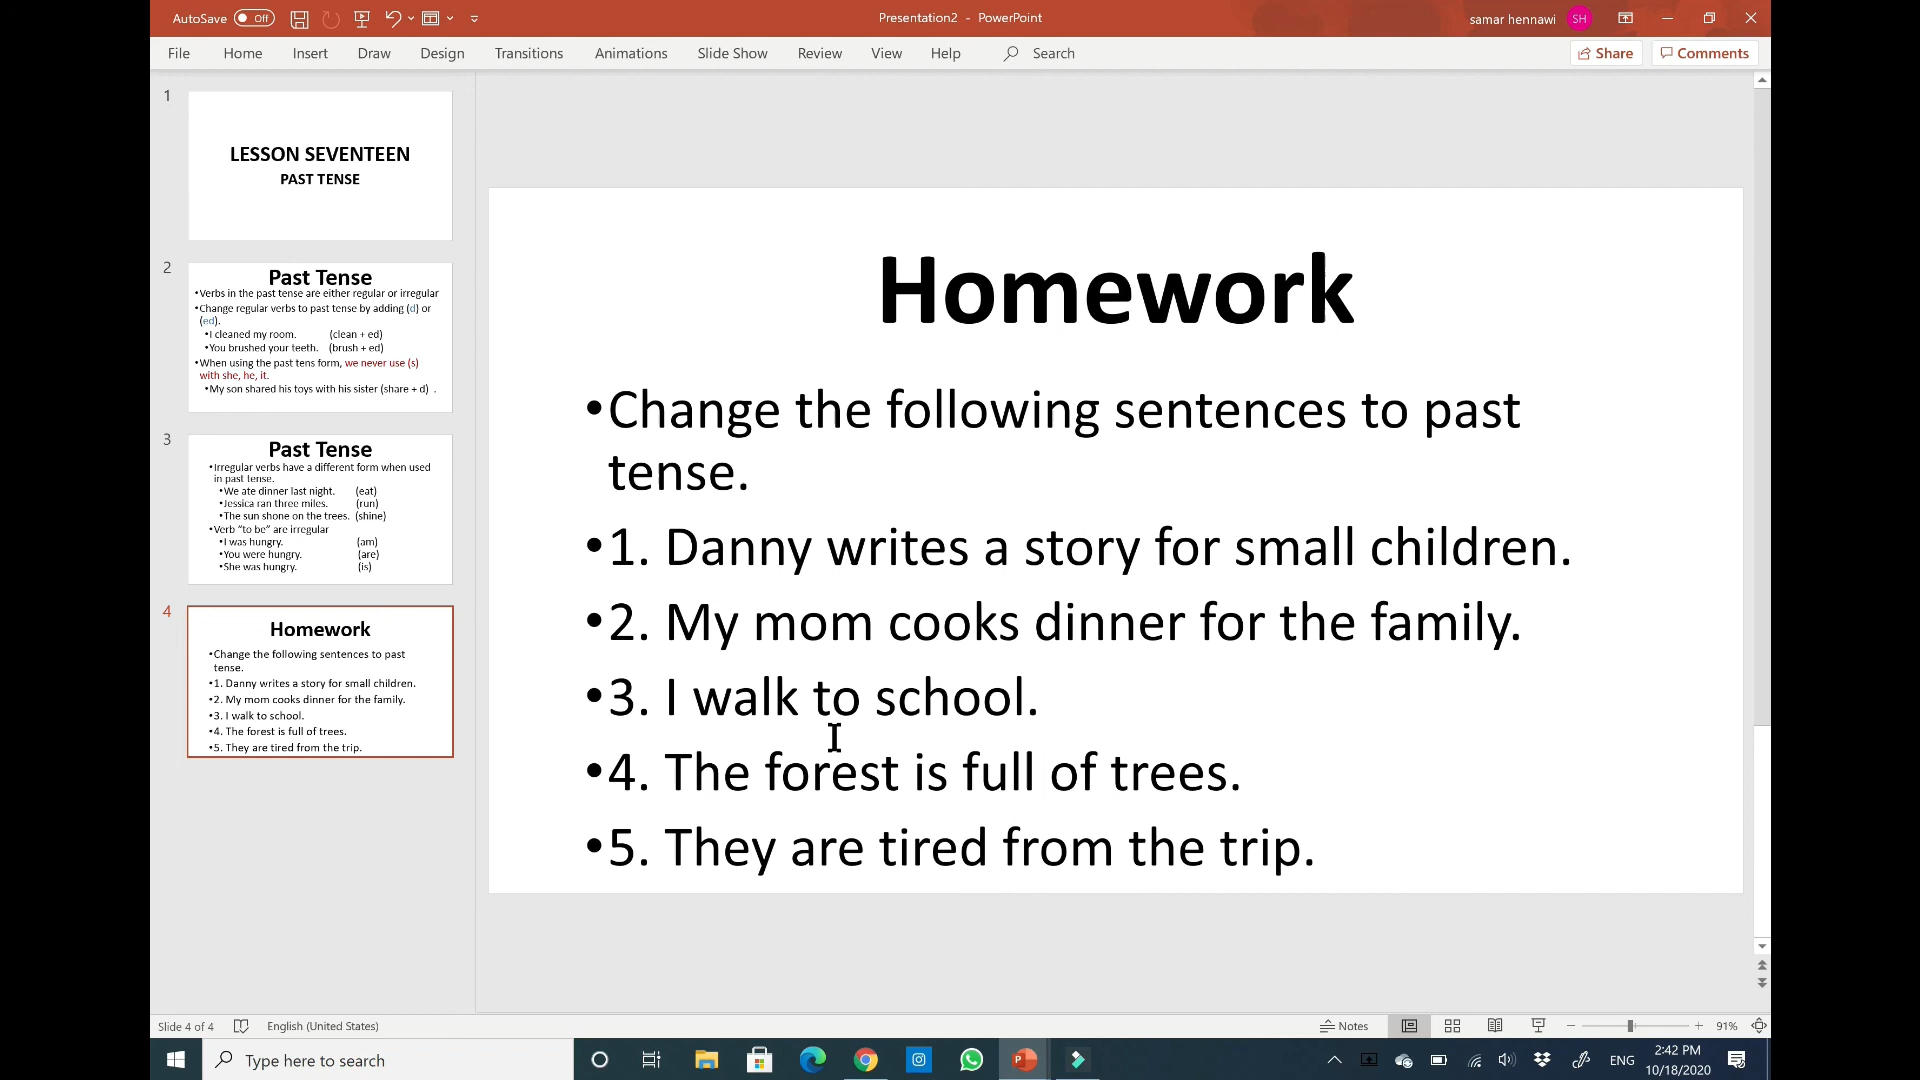 AutoSave Off
Presentation2 - PowerPoint
samar hennawi SH
File Home Insert Draw Design Transitions Animations Slide Show Review View Help Search Share Comments
1
LESSON SEVENTEEN
PAST TENSE
2
Past Tense
•Verbs in the past tense are either regular or irregular
•Change regular verbs to past tense by adding (d) or
(ed).
•I cleaned my room. (clean + ed)
•You brushed your teeth. (brush + ed)
•When using the past tens form, we never use (s)
with she, he, it.
•My son shared his toys with his sister (share + d) .
3
Past Tense
•Irregular verbs have a different form when used
in past tense.
•We ate dinner last night. (eat)
•Jessica ran three miles. (run)
•The sun shone on the trees. (shine)
•Verb “to be” are irregular
•I was hungry. (am)
•You were hungry. (are)
•She was hungry. (is)
4
Homework
•Change the following sentences to past
tense.
•1. Danny writes a story for small children.
•2. My mom cooks dinner for the family.
•3. I walk to school.
•4. The forest is full of trees.
•5. They are tired from the trip.
Homework
•Change the following sentences to past
tense.
•1. Danny writes a story for small children.
•2. My mom cooks dinner for the family.
•3. I walk to school.
•4. The forest is full of trees.
•5. They are tired from the trip.
Slide 4 of 4 English (United States) Notes 91%
Type here to search
ENG
2:42 PM
10/18/2020